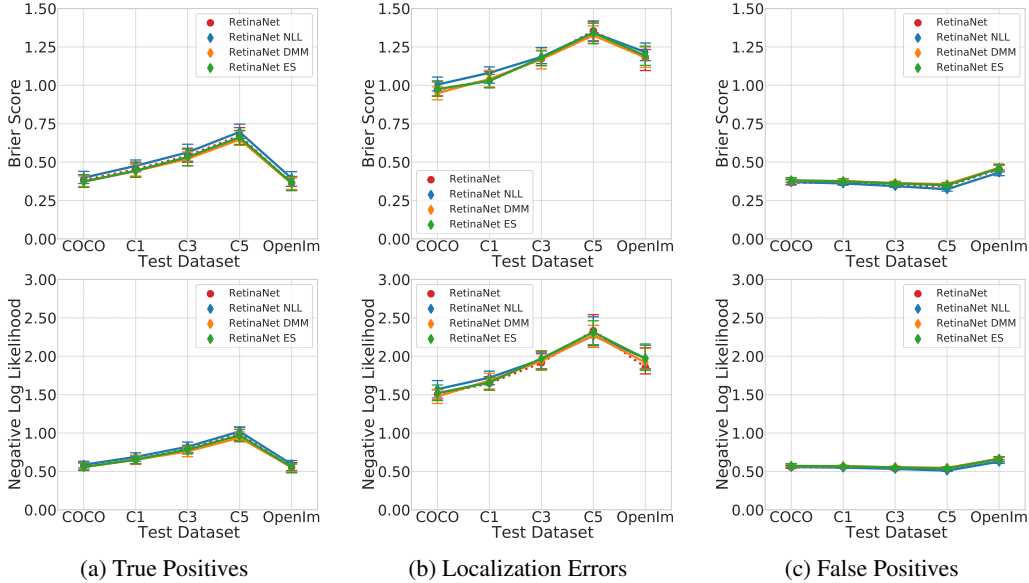 1.50
1.25
1.00
0.75
0.50
0.25
0.00
Brier Score
RetinaNet
RetinaNet NLL
RetinaNet DMM
RetinaNet ES
COCO C1 C3 C5 OpenIm
Test Dataset
1.50
1.25
1.00
0.75
0.50
0.25
0.00
Brier Score
RetinaNet
RetinaNet NLL
RetinaNet DMM
RetinaNet ES
COCO C1 C3 C5 OpenIm
Test Dataset
1.50
1.25
1.00
0.75
0.50
0.25
0.00
Brier Score
RetinaNet
RetinaNet NLL
RetinaNet DMM
RetinaNet ES
COCO C1 C3 C5 OpenIm
Test Dataset
3.00
2.50
2.00
1.50
1.00
0.50
0.00
Negative Log Likelihood
RetinaNet
RetinaNet NLL
RetinaNet DMM
RetinaNet ES
COCO C1 C3 C5 OpenIm
Test Dataset
3.00
2.50
2.00
1.50
1.00
0.50
0.00
Negative Log Likelihood
RetinaNet
RetinaNet NLL
RetinaNet DMM
RetinaNet ES
COCO C1 C3 C5 OpenIm
Test Dataset
3.00
2.50
2.00
1.50
1.00
0.50
0.00
Negative Log Likelihood
RetinaNet
RetinaNet NLL
RetinaNet DMM
RetinaNet ES
COCO C1 C3 C5 OpenIm
Test Dataset
(a) True Positives
(b) Localization Errors
(c) False Positives